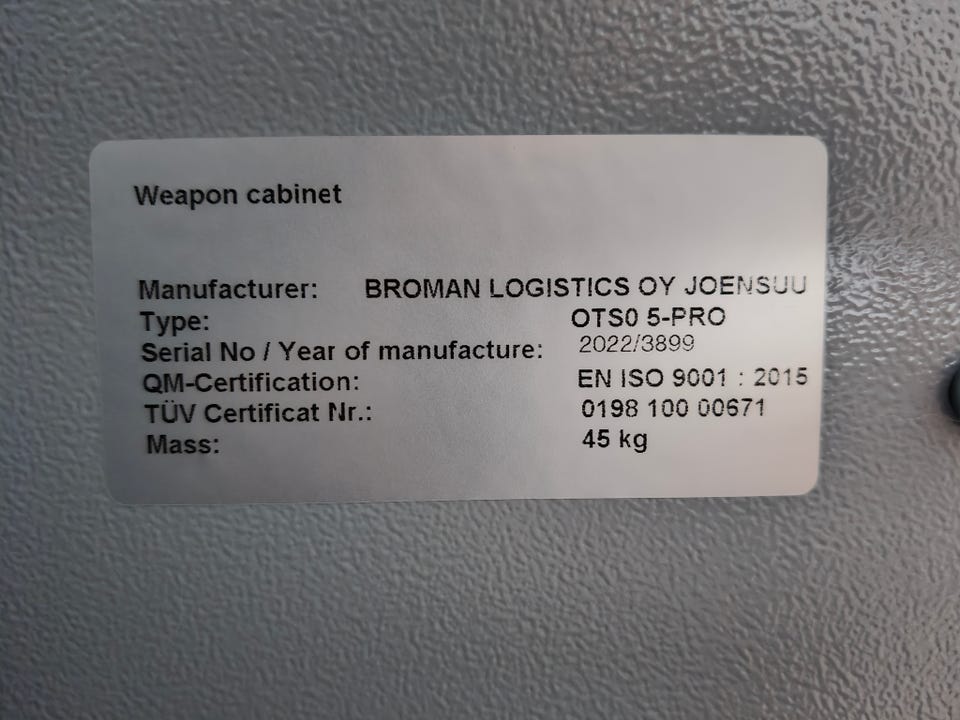 Weapon cabinet
Manufacturer: BROMAN LOGISTICS OY JOENSUU
Type: OTS0 5-PRO
Serial No / Year of manufacture: 2022/3899
QM-Certification: EN ISO 9001 : 2015
TÜV Certificat Nr.: 0198 100 00671
Mass: 45 kg